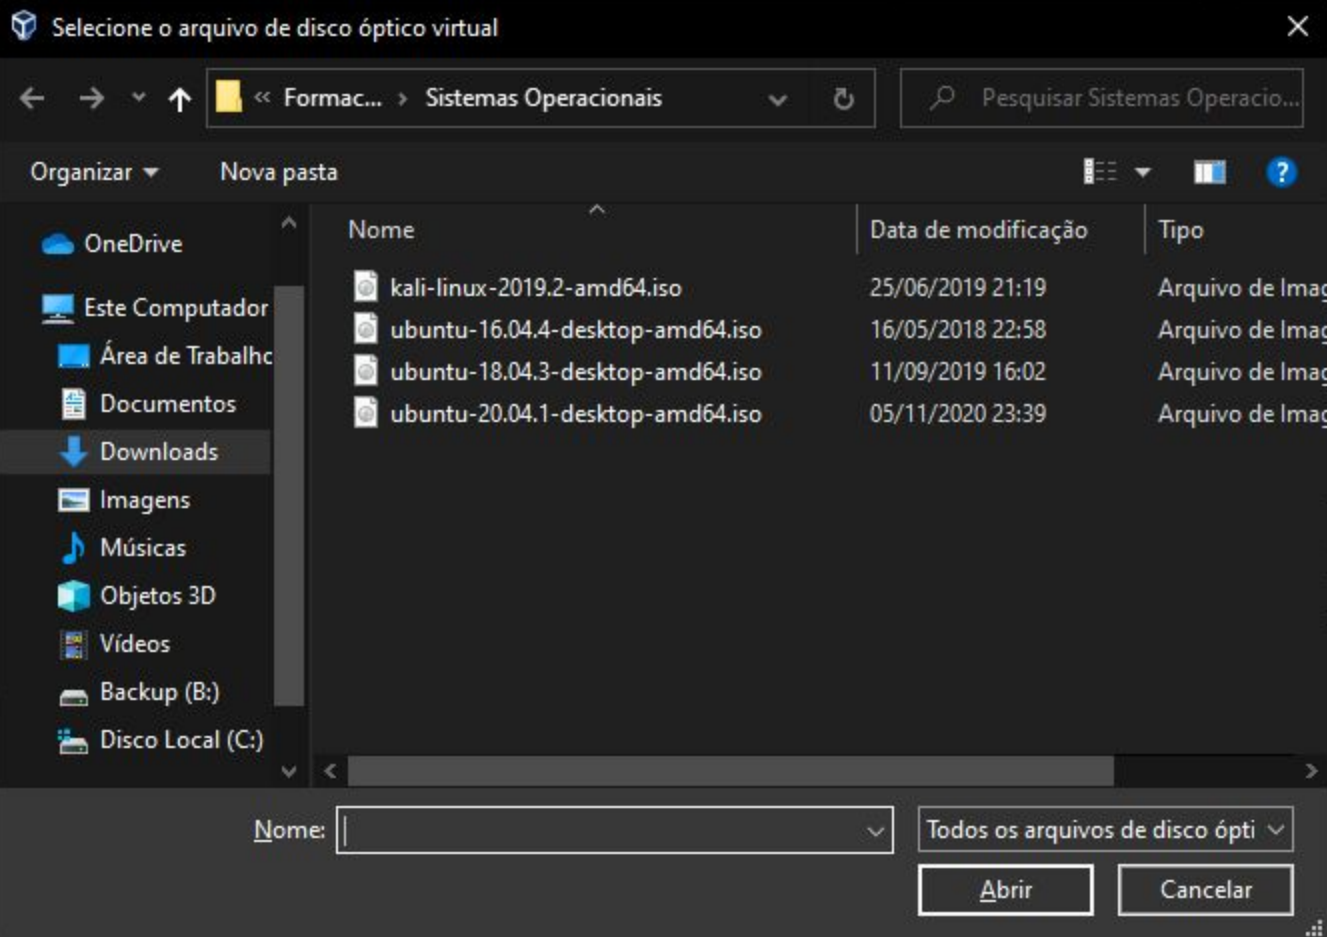 Selecione o arquivo de disco óptico virtual
« Formac... › Sistemas Operacionais
Pesquisar Sistemas Operacio...
Organizar
Nova pasta
OneDrive
Este Computador
Área de Trabalho
Documentos
Downloads
Imagens
Músicas
Objetos 3D
Vídeos
Backup (B:)
Disco Local (C:)
Nome Data de modificação Tipo
kali-linux-2019.2-amd64.iso 25/06/2019 21:19 Arquivo de Imag
ubuntu-16.04.4-desktop-amd64.iso 16/05/2018 22:58 Arquivo de Imag
ubuntu-18.04.3-desktop-amd64.iso 11/09/2019 16:02 Arquivo de Imag
ubuntu-20.04.1-desktop-amd64.iso 05/11/2020 23:39 Arquivo de Imag
Nome:
Todos os arquivos de disco ópti
Abrir
Cancelar